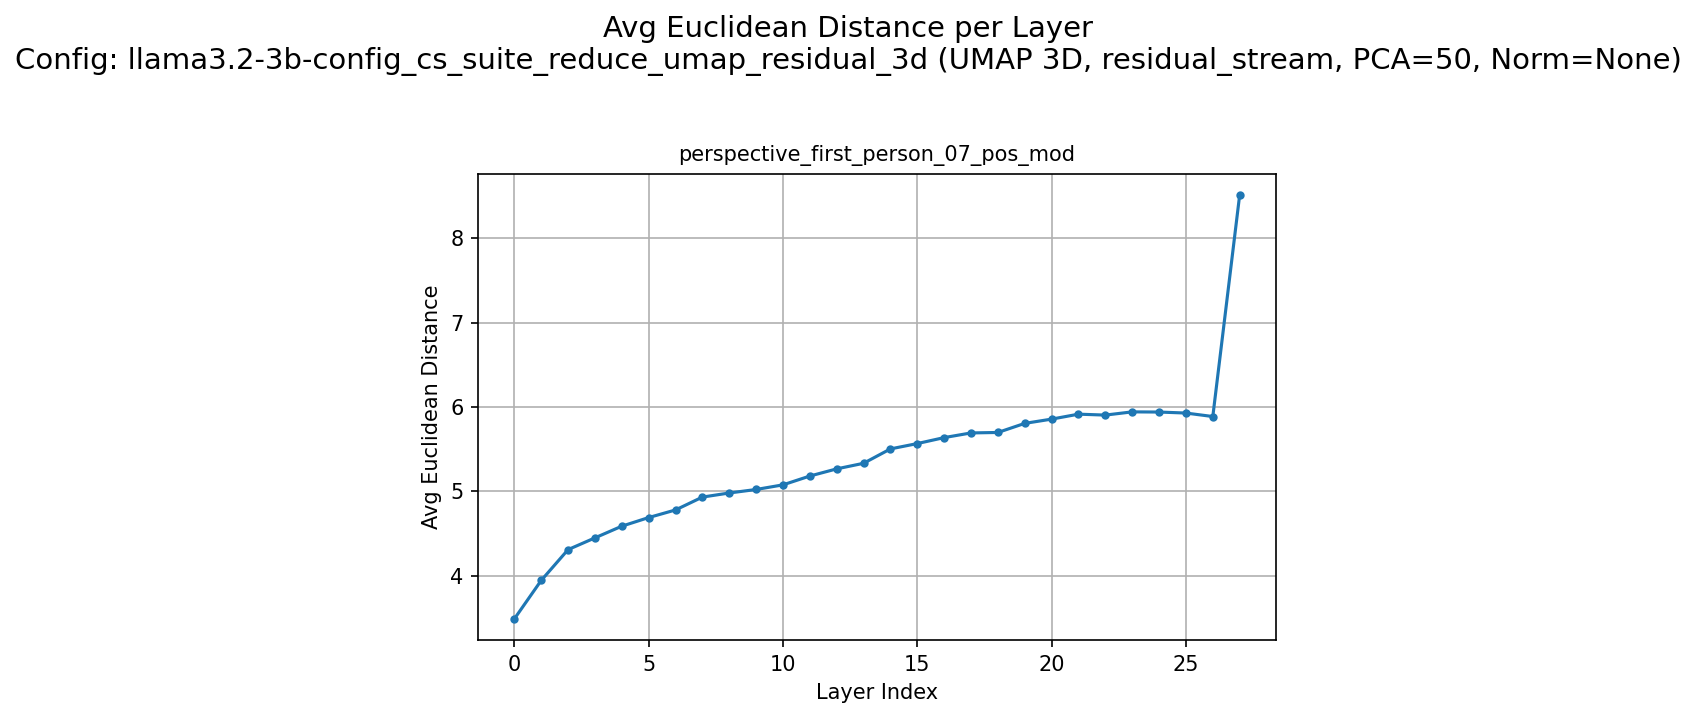 Avg Euclidean Distance per Layer
Config: llama3.2-3b-config_cs_suite_reduce_umap_residual_3d (UMAP 3D, residual_stream, PCA=50, Norm=None)
perspective_first_person_07_pos_mod
Avg Euclidean Distance
8
7
6
5
4
0 5 10 15 20 25
Layer Index